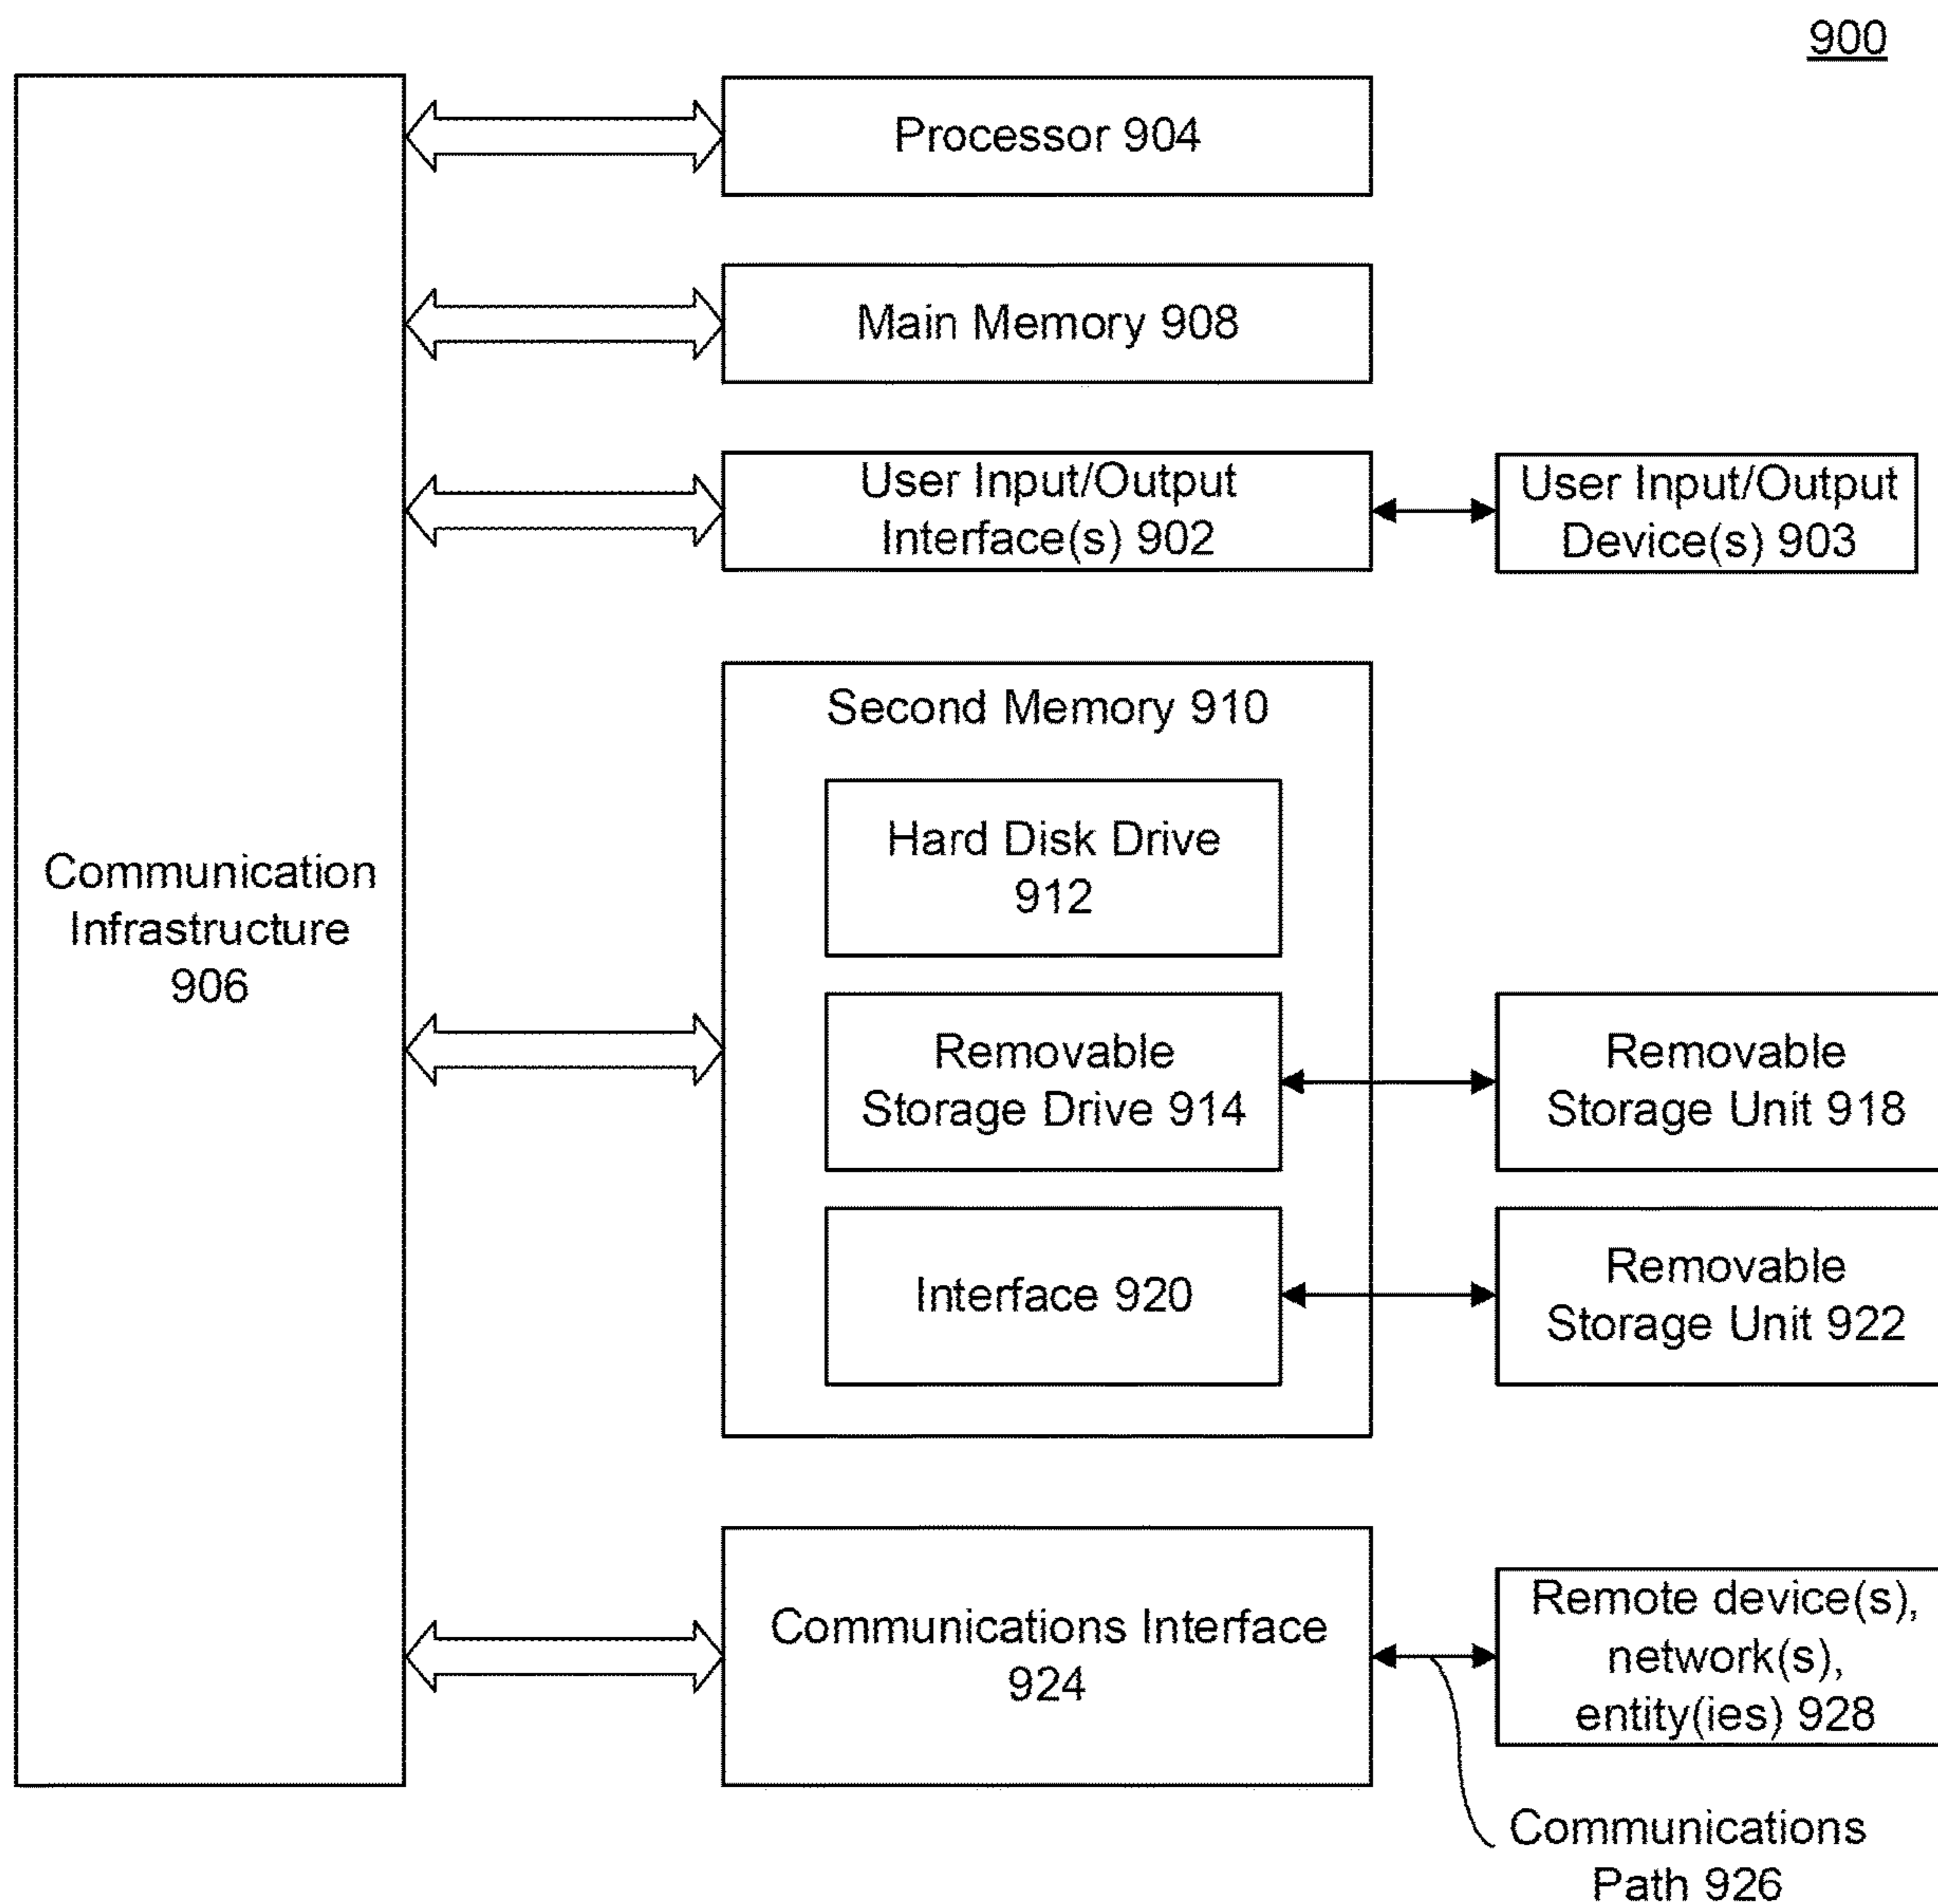 900
Processor 904
Main Memory 908
User Input/Output
Interface(s) 902
User Input/Output
Device(s) 903
Second Memory 910
Hard Disk Drive
912
Communication
Infrastructure
906
Removable
Storage Drive 914
Removable
Storage Unit 918
Interface 920
Removable
Storage Unit 922
Communications Interface
924
Remote device(s),
network(s),
entity(ies) 928
Communications
Path 926